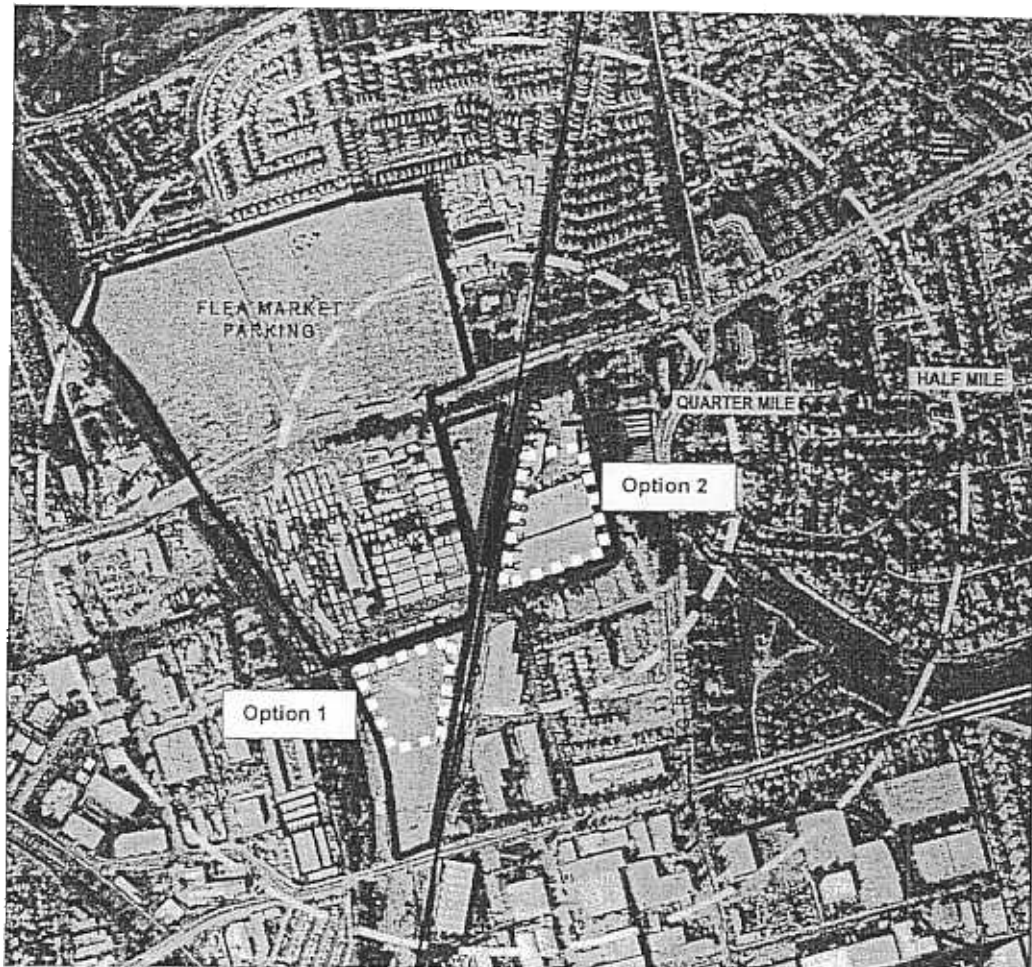 FLEA MARKET
PARKING
HALF MILE
QUARTER MILE
Option 2
Option 1